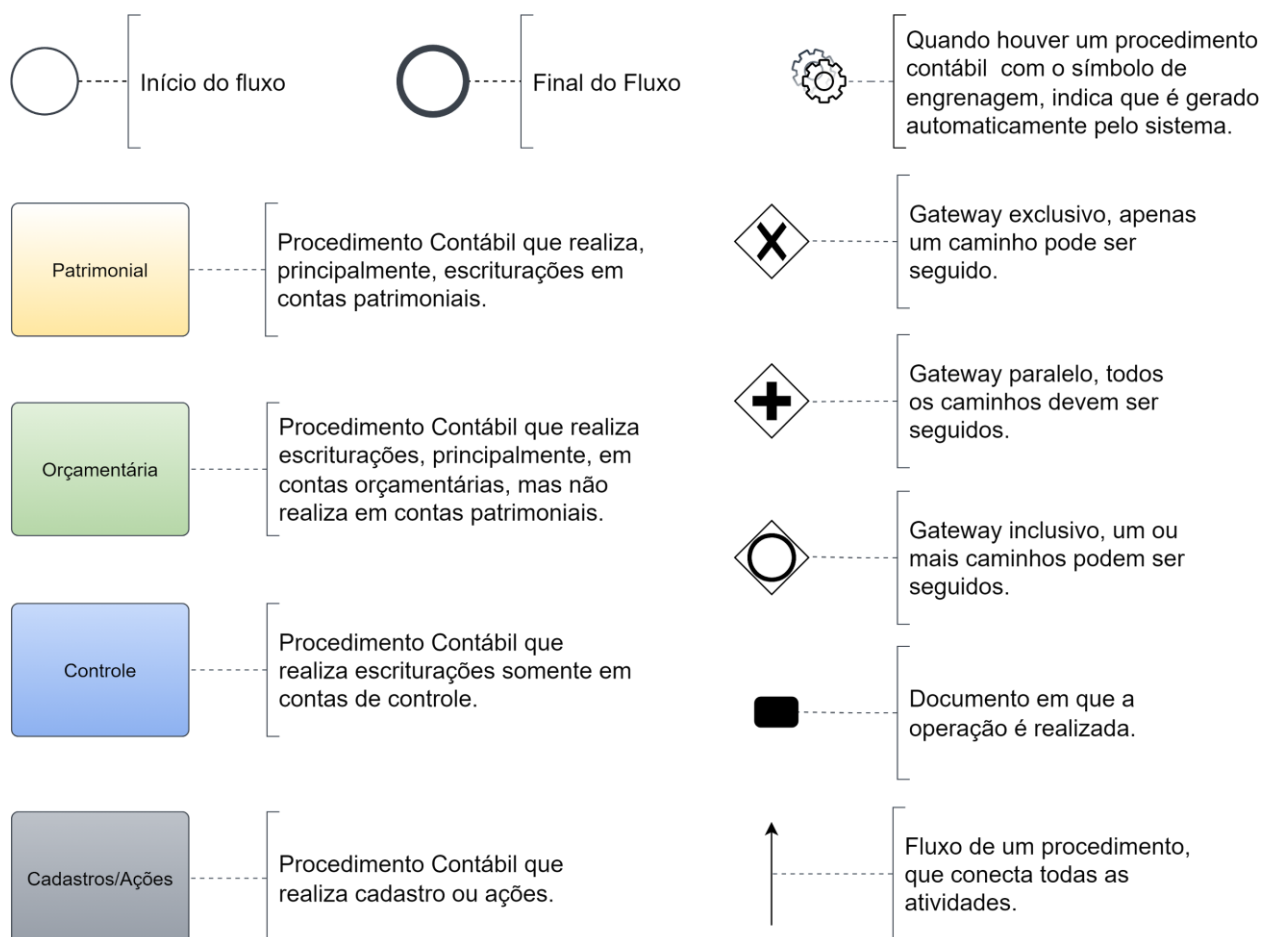 Início do fluxo
Final do Fluxo
Quando houver um procedimento
contábil com o símbolo de
engrenagem, indica que é gerado
automaticamente pelo sistema.
Patrimonial
Procedimento Contábil que realiza,
principalmente, escriturações em
contas patrimoniais.
Gateway exclusivo, apenas
um caminho pode ser
seguido.
Orçamentária
Procedimento Contábil que realiza
escriturações, principalmente, em
contas orçamentárias, mas não
realiza em contas patrimoniais.
Gateway paralelo, todos
os caminhos devem ser
seguidos.
Gateway inclusivo, um ou
mais caminhos podem ser
seguidos.
Controle
Procedimento Contábil que
realiza escriturações somente em
contas de controle.
Documento em que a
operação é realizada.
Cadastros/Ações
Procedimento Contábil que
realiza cadastro ou ações.
Fluxo de um procedimento,
que conecta todas as
atividades.